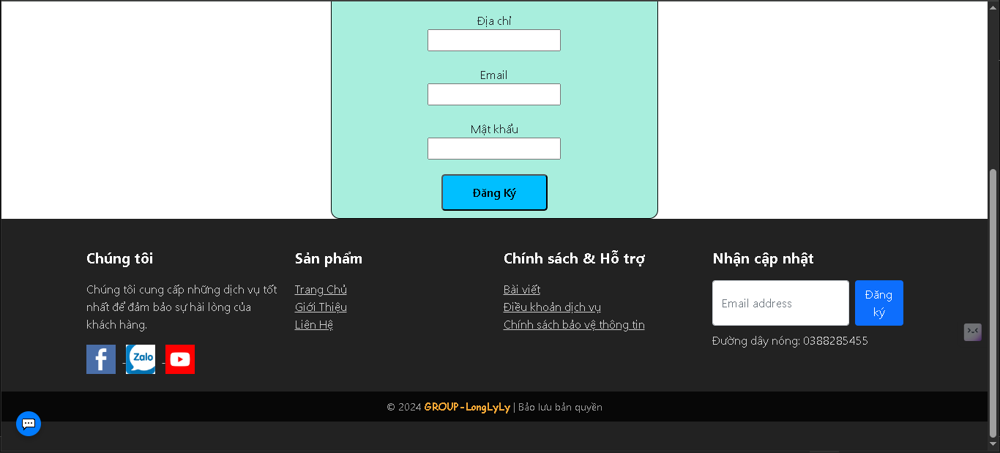 Địa chỉ
Email
Mật khẩu
Đăng Ký
Chúng tôi
Chúng tôi cung cấp những dịch vụ tốt
nhất để đảm bảo sự hài lòng của
khách hàng.
Zalo
Sản phẩm
Trang Chủ
Giới Thiệu
Liên Hệ
Chính sách & Hỗ trợ
Bài viết
Điều khoản dịch vụ
Chính sách bảo vệ thông tin
Nhận cập nhật
Email address
Đăng
ký
Đường dây nóng: 0388285455
© 2024 GROUP-LongLyLy | Bảo lưu bản quyền